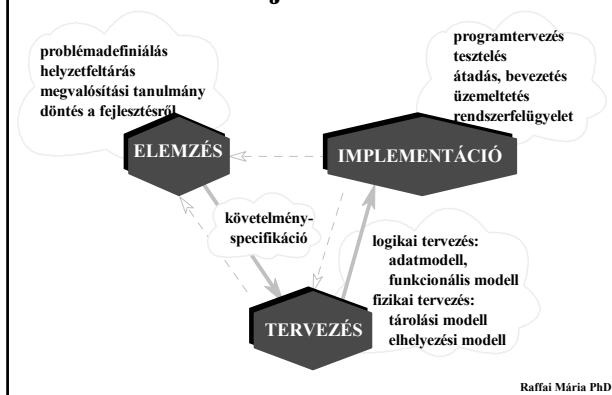 problémadefiniálás
helyzetfeltárás
megvalósítási tanulmány
döntés a fejlesztésről
programtervezés
tesztelés
átadás, bevezetés
üzemeltetés
rendszerfelügyelet
ELEMZÉS
IMPLEMENTÁCIÓ
követelmény-
specifikáció
logikai tervezés:
adatmodell,
funkcionális modell
fizikai tervezés:
tárolási modell
elhelyezési modell
TERVEZÉS
Raffai Mária PhD